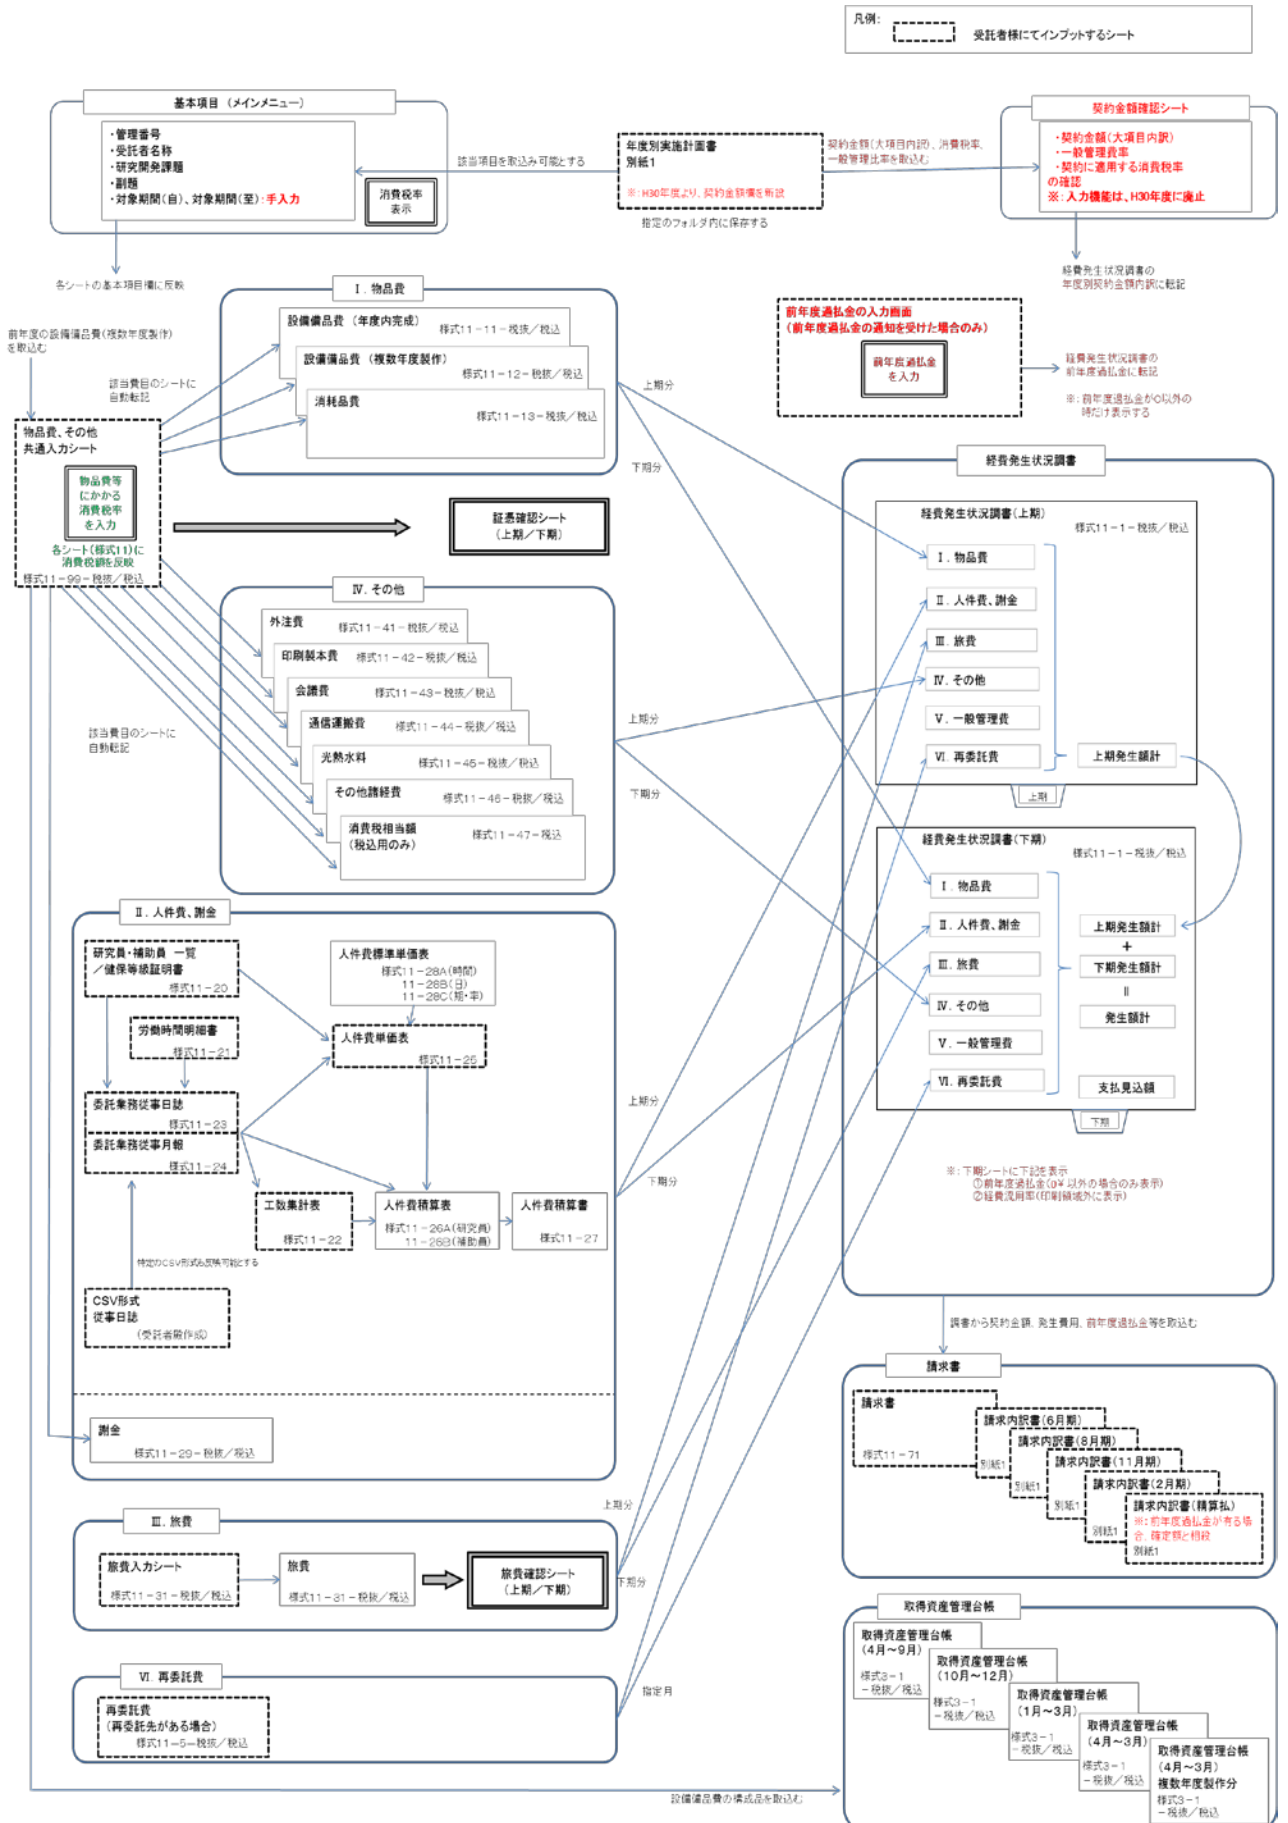 凡例:
受託者様にてインプットするシート
基本項目 (メインメニュー)
・管理番号
・受託者名称
・研究開発課題
・副題
・対象期間(自)、対象期間(至):手入力
消費税率
表示
該当項目を取込み可能とする
年度別実施計画書
別紙1
※:H30年度より、契約金額欄を新設
指定のフォルダ内に保存する
契約金額(大項目内訳)、消費税率、
一般管理比率を取込む
契約金額確認シート
・契約金額(大項目内訳)
・一般管理費率
・契約に適用する消費税率
の確認
※:入力機能は、H30年度に廃止
各シートの基本項目欄に反映
経費発生状況調書の
年度別契約金額内訳に転記
前年度の設備備品費(複数年度製作)
を取込む
該当費目のシートに
自動転記
Ⅰ.物品費
設備備品費 (年度内完成)
様式11-11-税抜/税込
設備備品費 (複数年度製作)
様式11-12-税抜/税込
消耗品費
様式11-13-税抜/税込
上期分
下期分
前年度過払金の入力画面
(前年度過払金の通知を受けた場合のみ)
前年度過払金
を入力
経費発生状況調書の
前年度過払金に転記
※:前年度過払金が0以外の
時だけ表示する
物品費、その他
共通入力シート
物品費等
にかかる
消費税率
を入力
各シート(様式11)に
消費税額を反映
様式11-99-税抜/税込
証憑確認シート
(上期/下期)
Ⅳ.その他
外注費
様式11-41-税抜/税込
印刷製本費
様式11-42-税抜/税込
会議費
様式11-43-税抜/税込
通信運搬費
様式11-44-税抜/税込
光熱水料
様式11-45-税抜/税込
その他諸経費
様式11-46-税抜/税込
消費税相当額
(税込用のみ)
様式11-47-税込
該当費目のシートに
自動転記
上期分
下期分
経費発生状況調書
経費発生状況調書(上期)
様式11-1-税抜/税込
Ⅰ.物品費
Ⅱ.人件費、謝金
Ⅲ.旅費
Ⅳ.その他
Ⅴ.一般管理費
Ⅵ.再委託費
上期発生額計
上期
経費発生状況調書(下期)
様式11-1-税抜/税込
Ⅰ.物品費
Ⅱ.人件費、謝金
Ⅲ.旅費
Ⅳ.その他
Ⅴ.一般管理費
Ⅵ.再委託費
上期発生額計
+
下期発生額計
=
発生額計
支払見込額
下期
※:下期シートに下記を表示
①前年度過払金(0¥以外の場合のみ表示)
②経費流用率(印刷領域外に表示)
Ⅱ.人件費、謝金
研究員・補助員 一覧
/健保等級証明書
様式11-20
労働時間明細書
様式11-21
委託業務従事日誌
様式11-23
委託業務従事月報
様式11-24
人件費標準単価表
様式11-28A(時間)
11-28B(日)
11-28C(期・率)
人件費単価表
様式11-25
工数集計表
様式11-22
人件費積算表
様式11-26A(研究員)
11-26B(補助員)
人件費積算書
様式11-27
特定のCSV形式も反映可能とする
CSV形式
従事日誌
(委託者殿作成)
謝金
様式11-29-税抜/税込
上期分
下期分
Ⅲ.旅費
旅費入力シート
様式11-31-税抜/税込
旅費
様式11-31-税抜/税込
旅費確認シート
(上期/下期)
上期分
下期分
Ⅵ.再委託費
再委託費
(再委託先がある場合)
様式11-5-税抜/税込
指定月
設備備品費の構成品を取込む
調書から契約金額、発生費用、前年度過払金等を取込む
請求書
請求書
様式11-71
請求内訳書(6月期)
別紙1
請求内訳書(8月期)
別紙1
請求内訳書(11月期)
別紙1
請求内訳書(2月期)
別紙1
請求内訳書(精算払)
※:前年度過払金が有る場
合、確定額と相殺
別紙1
取得資産管理台帳
取得資産管理台帳
(4月~9月)
様式3-1
-税抜/税込
取得資産管理台帳
(10月~12月)
様式3-1
-税抜/税込
取得資産管理台帳
(1月~3月)
様式3-1
-税抜/税込
取得資産管理台帳
(4月~3月)
様式3-1
-税抜/税込
取得資産管理台帳
(4月~3月)
複数年度製作分
様式3-1
-税抜/税込